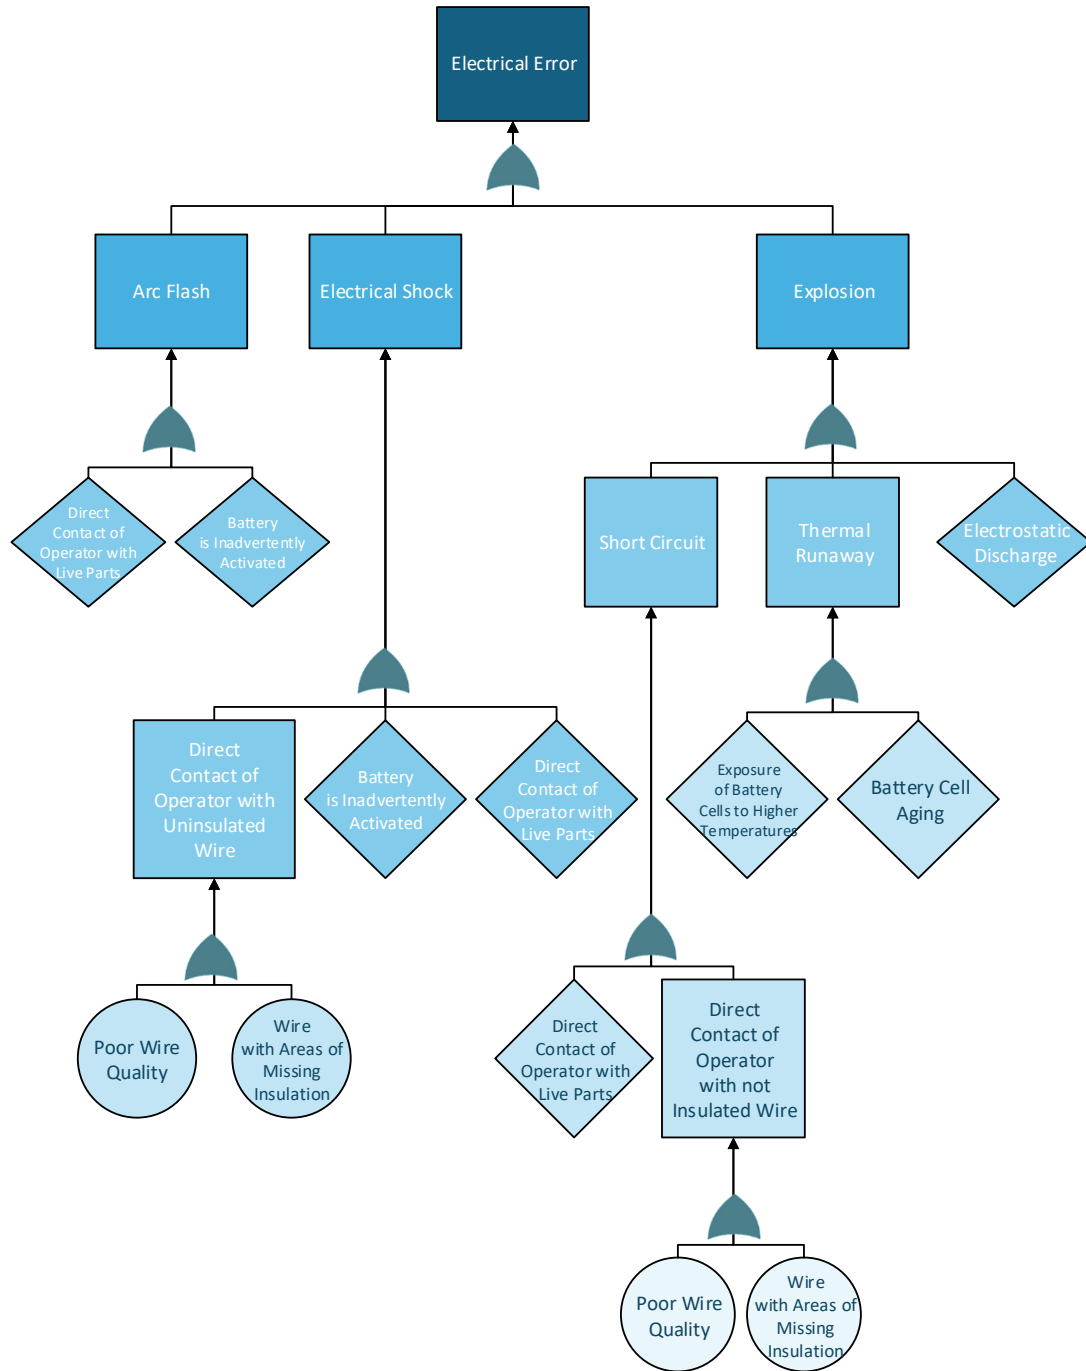 Electrical Error
Arc Flash
Electrical Shock
Explosion
Direct
Contact of
Operator with
Live Parts
Battery
is Inadvertently
Activated
Short Circuit
Thermal
Runaway
Electrostatic
Discharge
Direct
Contact of
Operator with
Uninsulated
Wire
Battery
is Inadvertently
Activated
Direct
Contact of
Operator with
Live Parts
Exposure
of Battery
Cells to Higher
Temperatures
Battery Cell
Aging
Poor Wire
Quality
Wire
with Areas of
Missing
Insulation
Direct
Contact of
Operator with
Live Parts
Direct
Contact of
Operator
with not
Insulated Wire
Poor Wire
Quality
Wire
with Areas of
Missing
Insulation